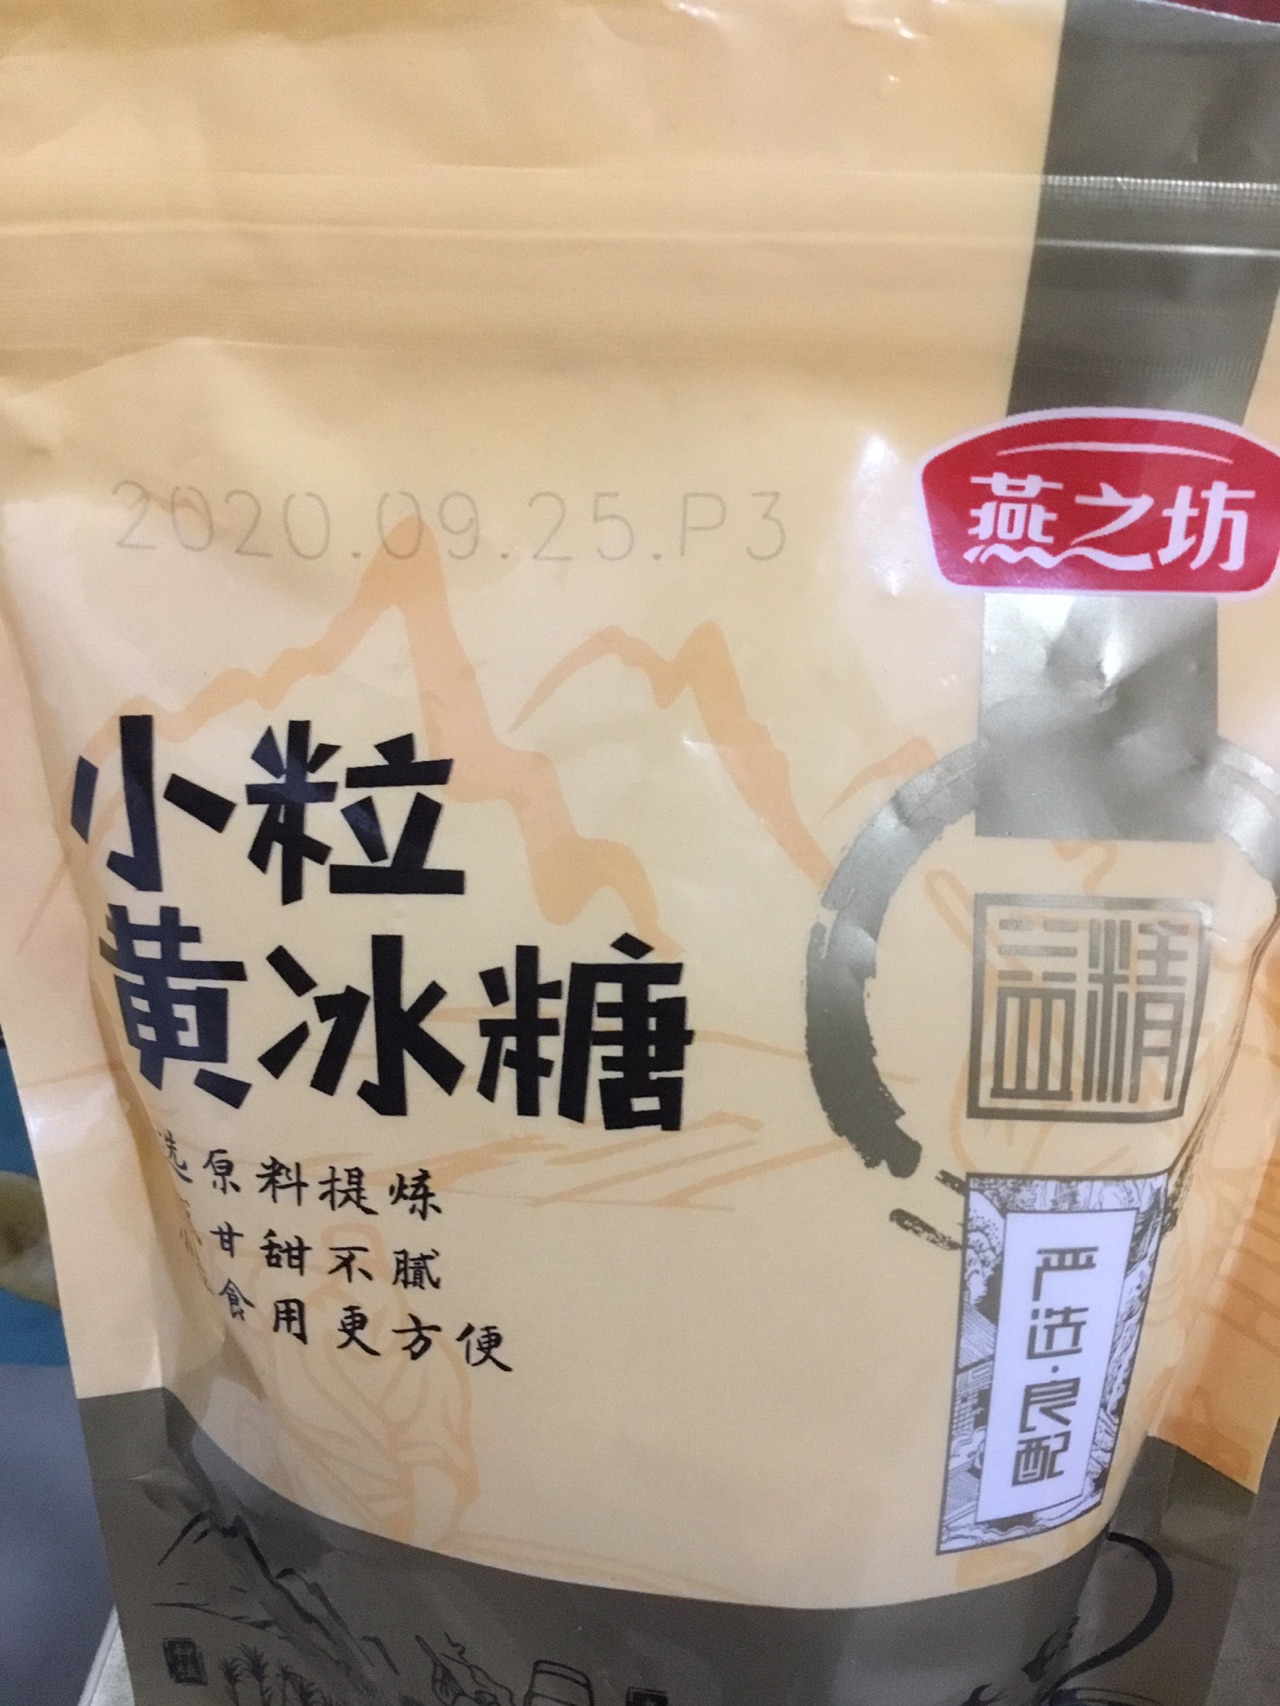 2020.09.25.P3
燕之坊
小粒
黄冰糖
选原料提炼
甘甜不腻
食用更方便
益精
严选·良配